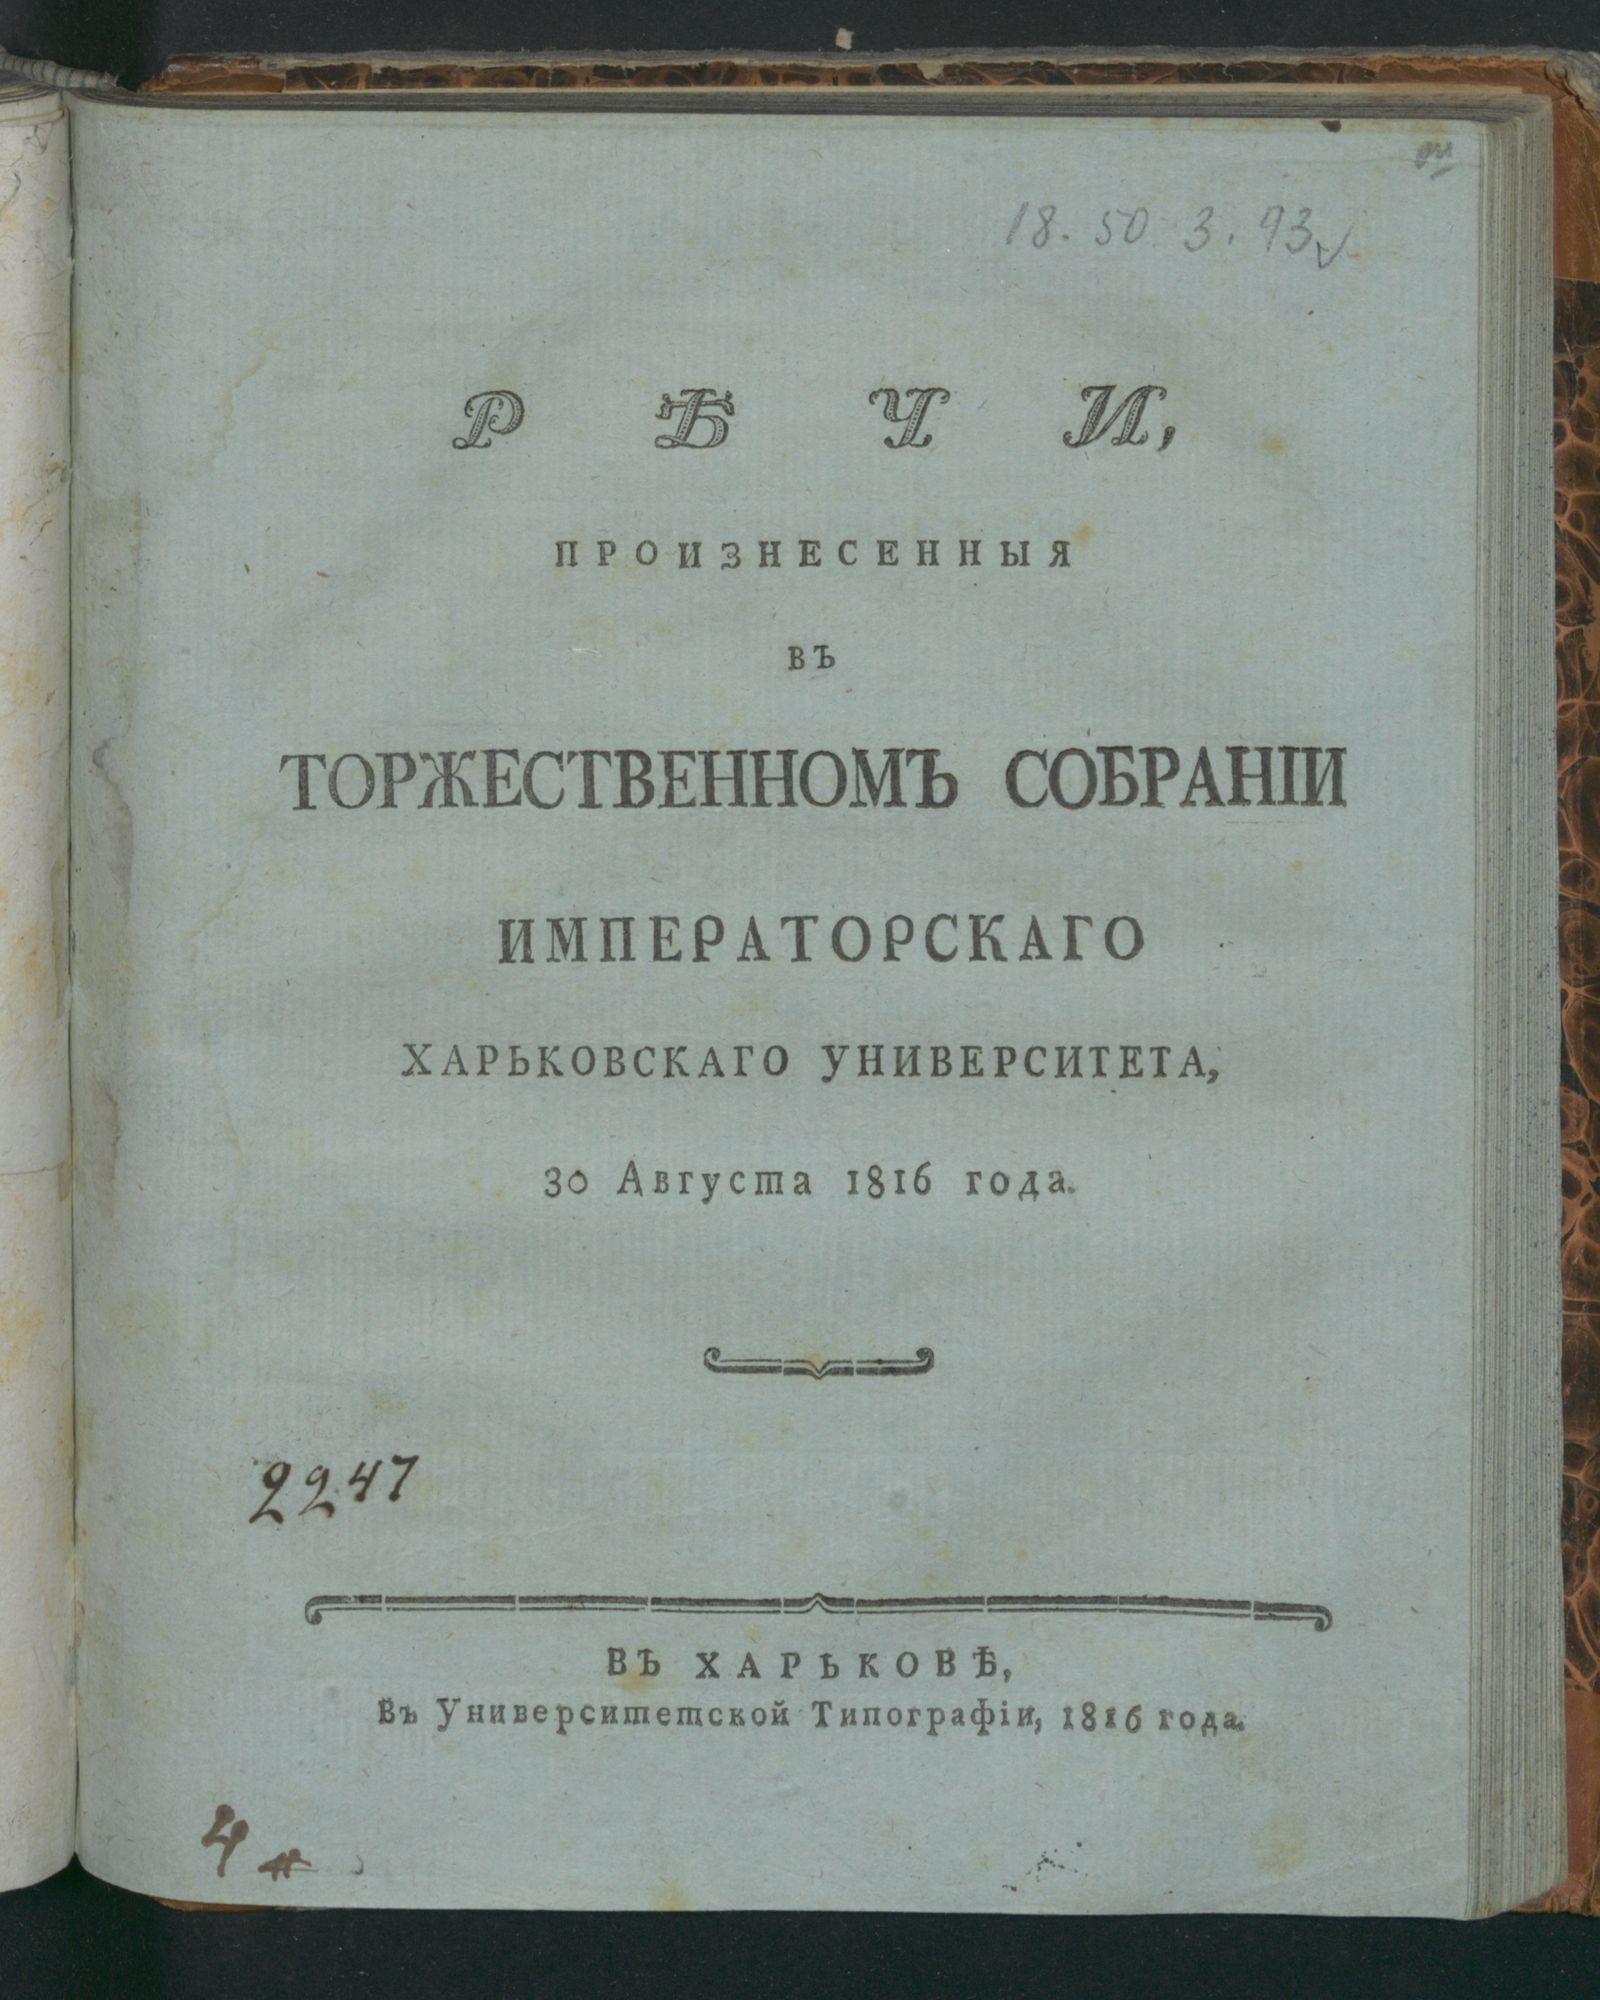 18. 50. 3. 93
РѢЧИ,
ПРОИЗНЕСЕННЫЯ
ВЪ
ТОРЖЕСТВЕННОМЪ СОБРАНІИ
ИМПЕРАТОРСКАГО
ХАРЬКОВСКАГО УНИВЕРСИТЕТА,
30 Августа 1816 года.
2247
ВЪ ХАРЬКОВѢ,
Въ Университетской Типографіи, 1816 года.
4